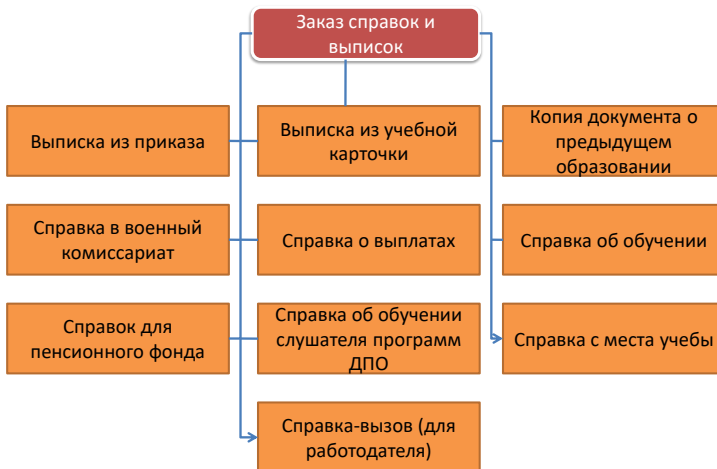 Заказ справок и
выписок
Выписка из приказа
Выписка из учебной
карточки
Копия документа о
предыдущем
образовании
Справка в военный
комиссариат
Справка о выплатах
Справка об обучении
Справок для
пенсионного фонда
Справка об обучении
слушателя программ
ДПО
Справка с места учебы
Справка-вызов (для
работодателя)